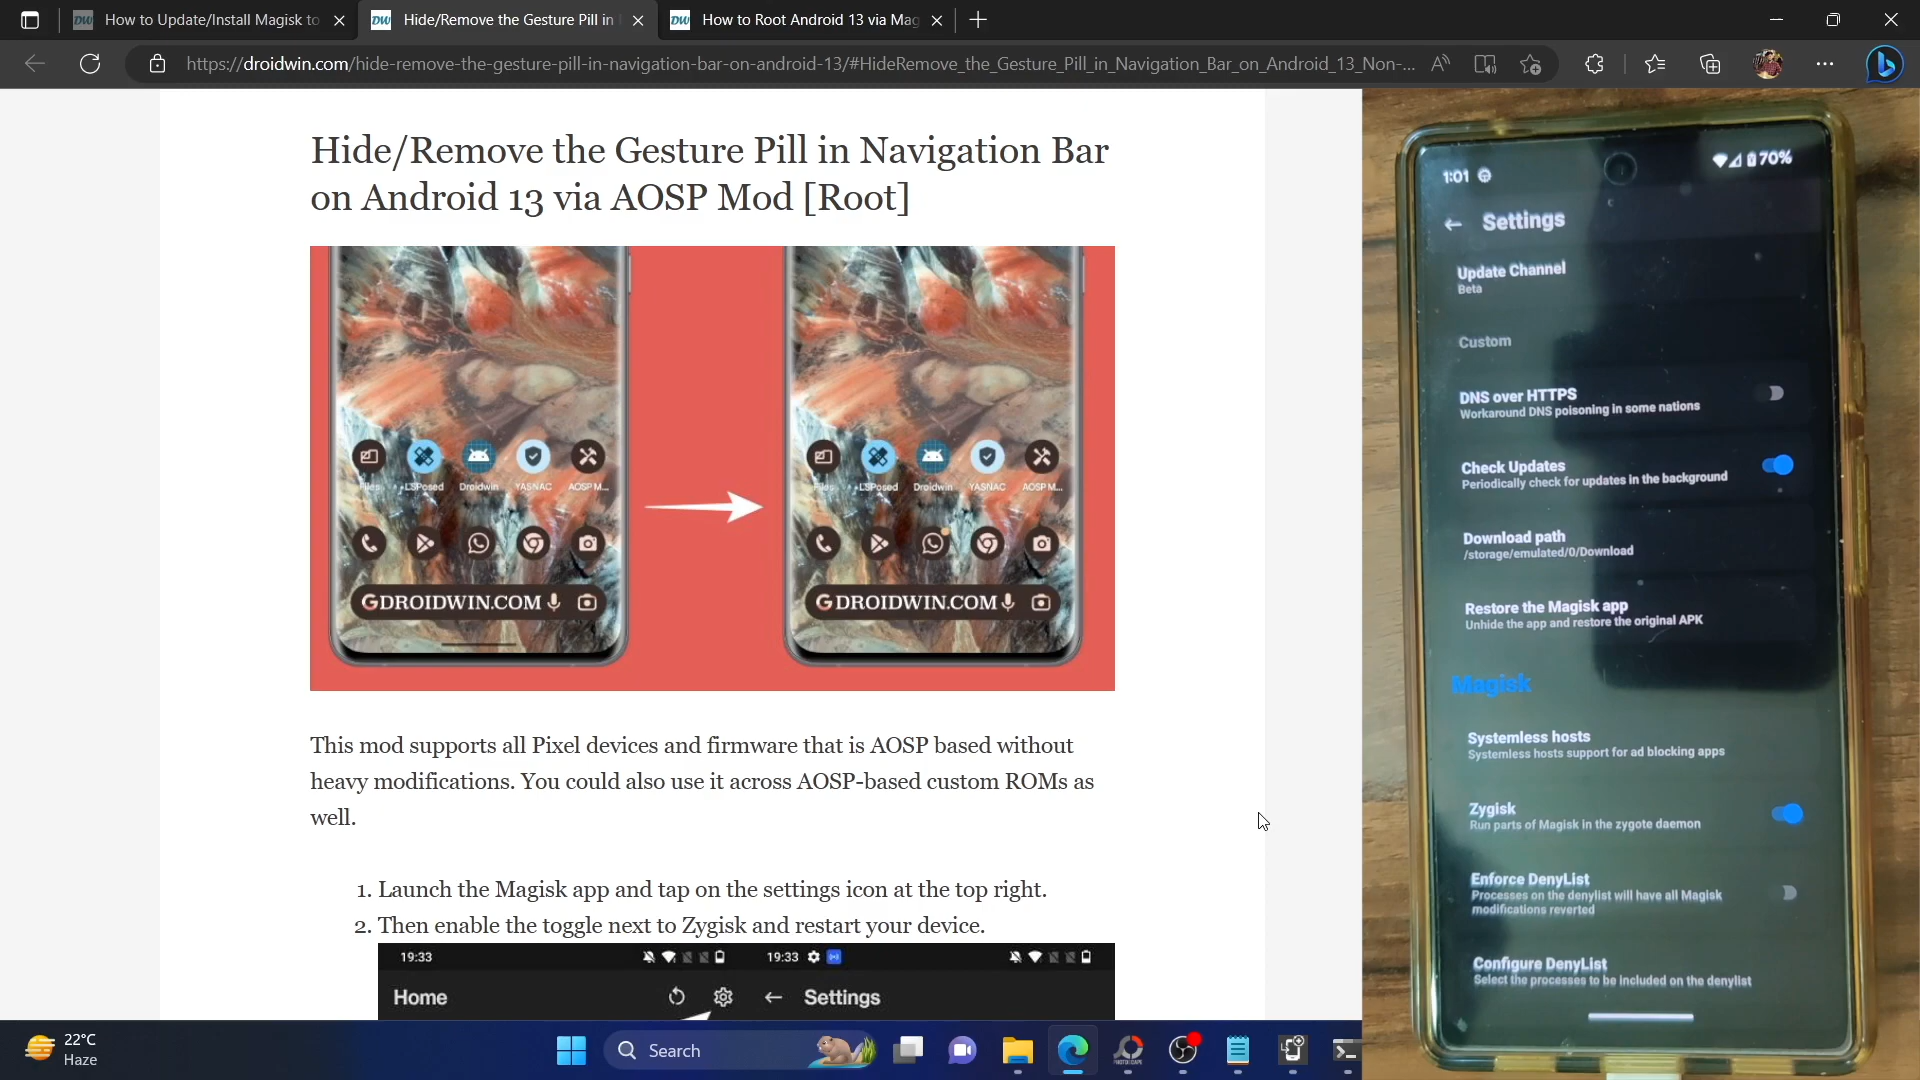 How to Update/Install Magisk to
Hide/Remove the Gesture Pill in
How to Root Android 13 via Mag
https://droidwin.com/hide-remove-the-gesture-pill-in-navigation-bar-on-android-13/#HideRemove_the_Gesture_Pill_in_Navigation_Bar_on_Android_13_Non-...
Hide/Remove the Gesture Pill in Navigation Bar
on Android 13 via AOSP Mod [Root]
Files LSPosed Droidwin YASNAC AOSP M...
GDROIDWIN.COM
Files LSPosed Droidwin YASNAC AOSP M...
GDROIDWIN.COM
This mod supports all Pixel devices and firmware that is AOSP based without
heavy modifications. You could also use it across AOSP-based custom ROMs as
well.
1. Launch the Magisk app and tap on the settings icon at the top right.
2. Then enable the toggle next to Zygisk and restart your device.
19:33
19:33
Home
Settings
1:01
70%
Settings
Update Channel
Beta
Custom
DNS over HTTPS
Workaround DNS poisoning in some nations
Check Updates
Periodically check for updates in the background
Download path
/storage/emulated/0/Download
Restore the Magisk app
Unhide the app and restore the original APK
Magisk
Systemless hosts
Systemless hosts support for ad blocking apps
Zygisk
Run parts of Magisk in the zygote daemon
Enforce DenyList
Processes on the denylist will have all Magisk
modifications reverted
Configure DenyList
Select the processes to be included on the denylist
22°C
Haze
Search